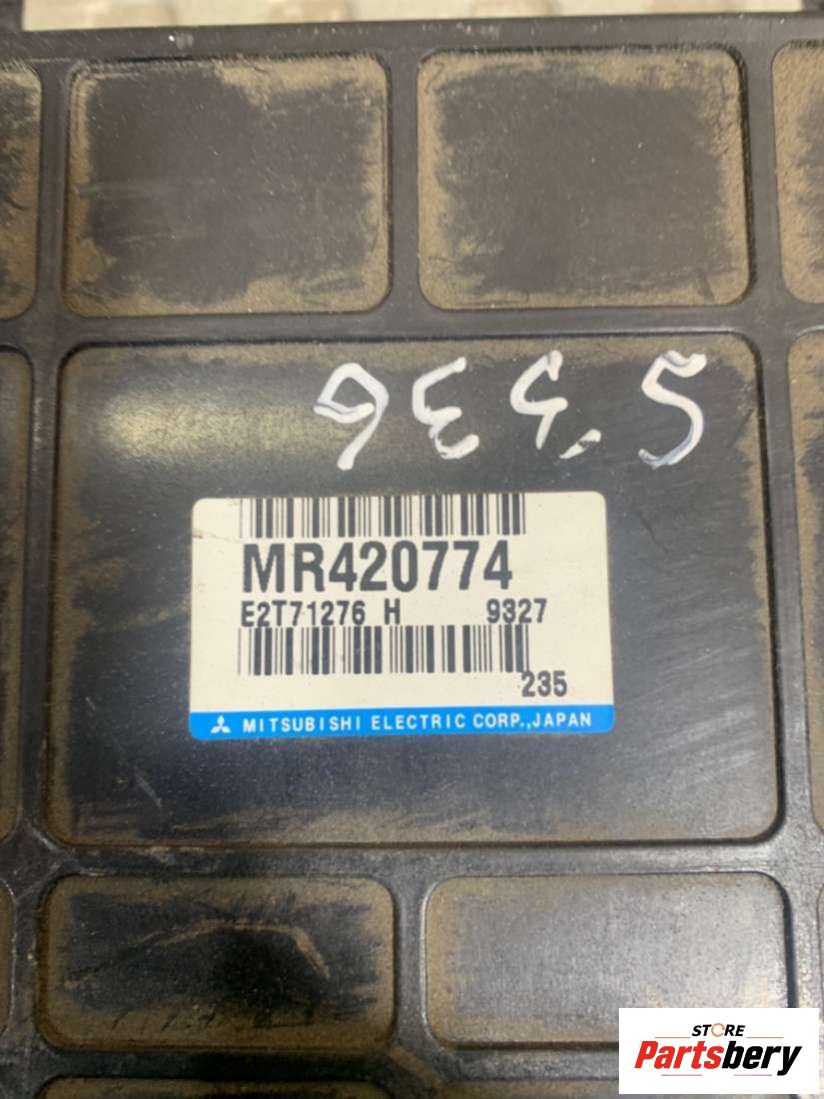 MR420774
E2T71276 H 9327
235
MITSUBISHI ELECTRIC CORP.,JAPAN
STORE
Partsbery